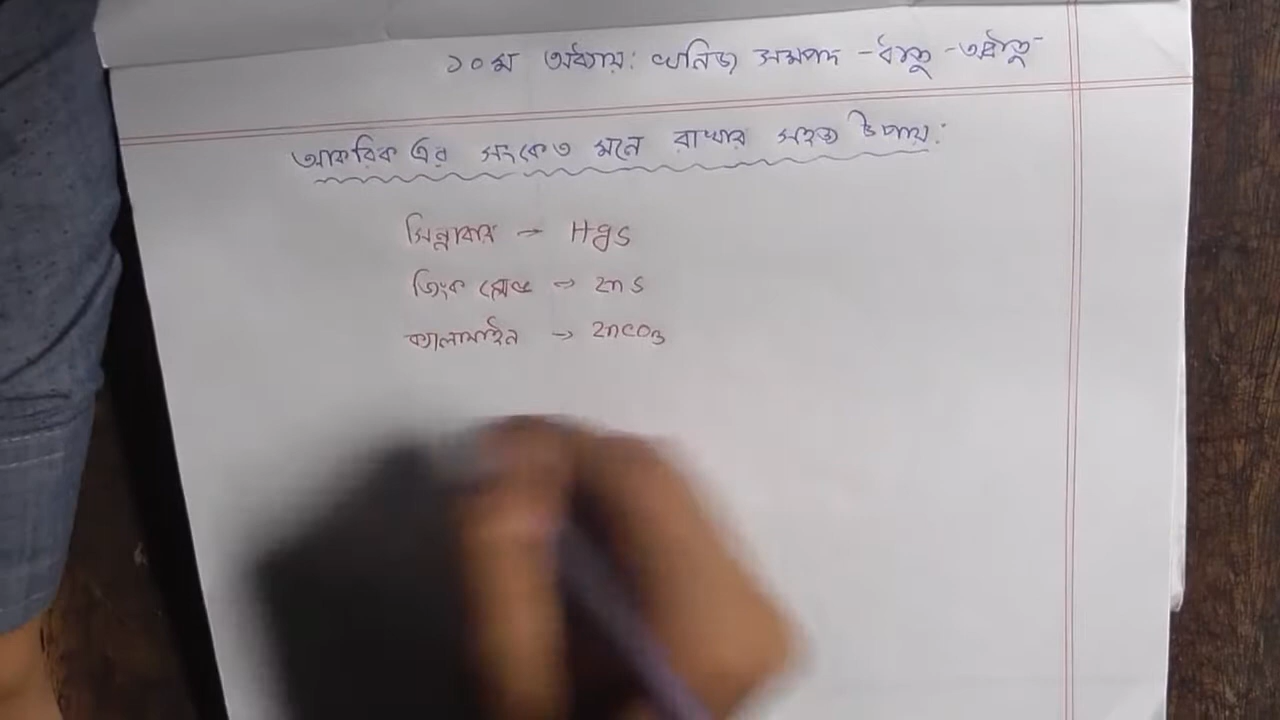 ১০ম অধ্যায়: খনিজ সম্পদ - ধাতু - অধাতু
আকরিক এর সংকেত মনে রাখার সহজ উপায়:
সিন্নাবার → HgS
জিংক ব্লেন্ড → ZnS
ক্যালামাইন → ZnCO₃